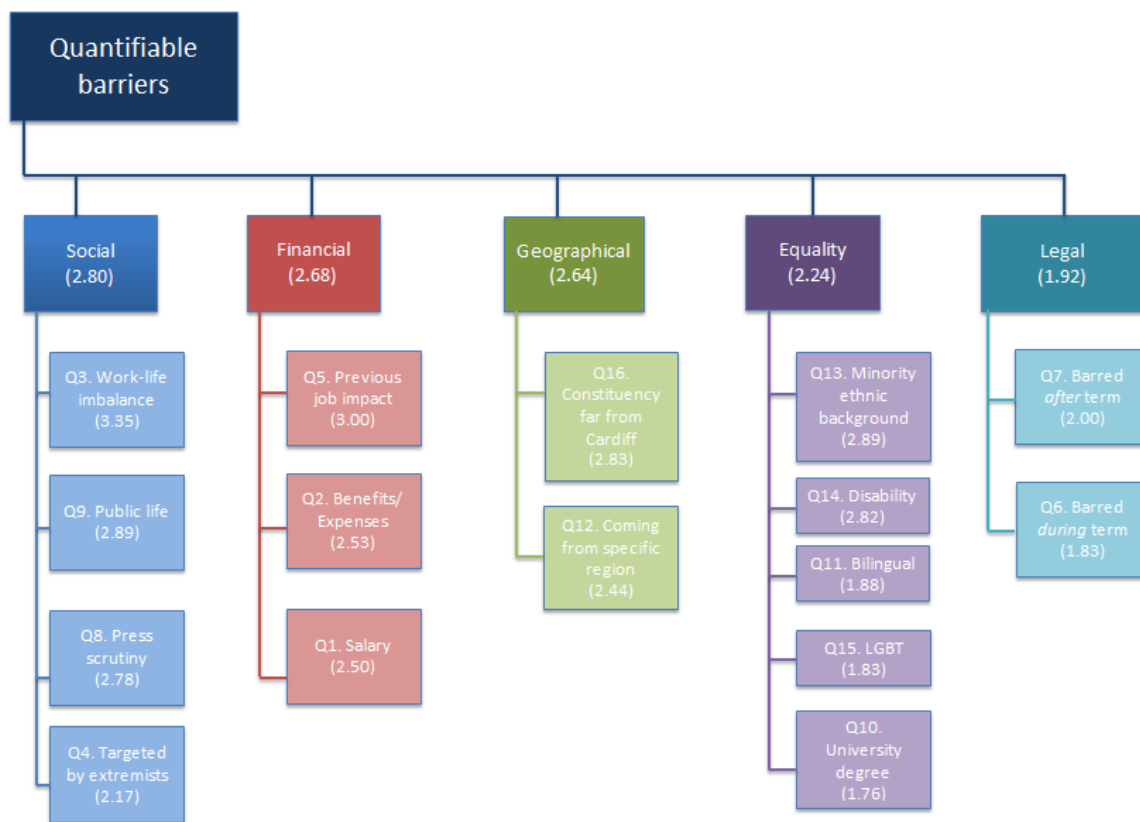 Quantifiable
barriers
Social
(2.80)
Financial
(2.68)
Geographical
(2.64)
Equality
(2.24)
Legal
(1.92)
Q3. Work-life
imbalance
(3.35)
Q9. Public life
(2.89)
Q8. Press
scrutiny
(2.78)
Q4. Targeted
by extremists
(2.17)
Q5. Previous
job impact
(3.00)
Q2. Benefits/
Expenses
(2.53)
Q1. Salary
(2.50)
Q16.
Constituency
far from
Cardiff
(2.83)
Q12. Coming
from specific
region
(2.44)
Q13. Minority
ethnic
background
(2.89)
Q14. Disability
(2.82)
Q11. Bilingual
(1.88)
Q15. LGBT
(1.83)
Q10.
University
degree
(1.76)
Q7. Barred
after term
(2.00)
Q6. Barred
during term
(1.83)